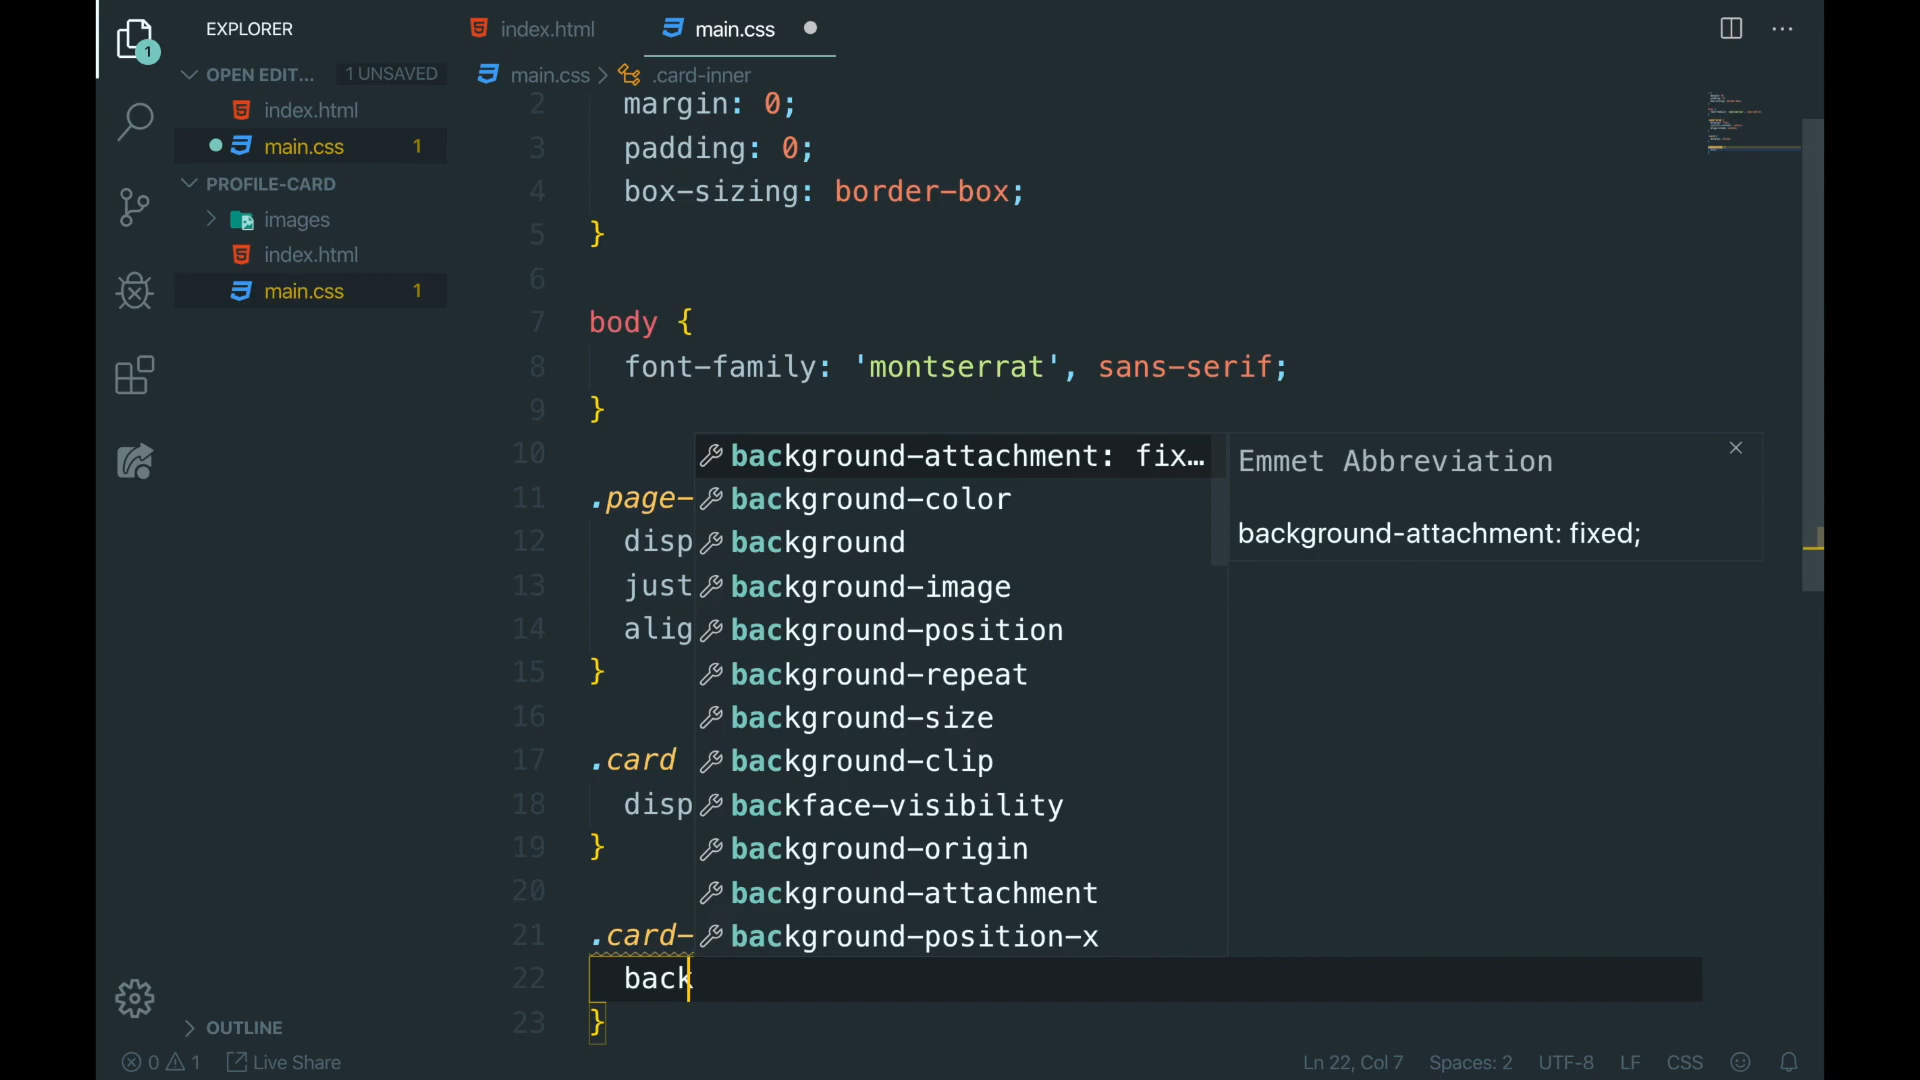 EXPLORER
index.html
main.css
OPEN EDIT...
1 UNSAVED
index.html
main.css 1
PROFILE-CARD
images
index.html
main.css 1
OUTLINE
main.css > .card-inner
2 margin: 0;
3 padding: 0;
4 box-sizing: border-box;
5 }
6
7 body {
8 font-family: 'montserrat', sans-serif;
9 }
10
11 .page-
12 disp
13 just
14 alig
15 }
16
17 .card
18 disp
19 }
20
21 .card-
22 back
23 }
background-attachment: fix...
background-color
background
background-image
background-position
background-repeat
background-size
background-clip
backface-visibility
background-origin
background-attachment
background-position-x
Emmet Abbreviation
background-attachment: fixed;
1
0 1 Live Share
Ln 22, Col 7 Spaces: 2 UTF-8 LF CSS